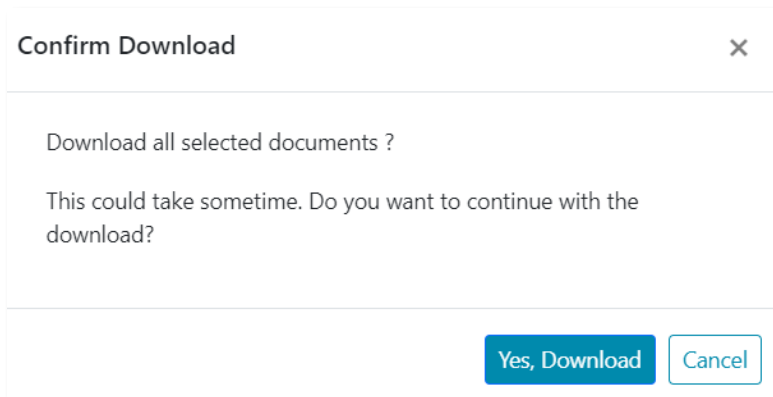 Confirm Download ×
Download all selected documents ?
This could take sometime. Do you want to continue with the
download?
Yes, Download Cancel